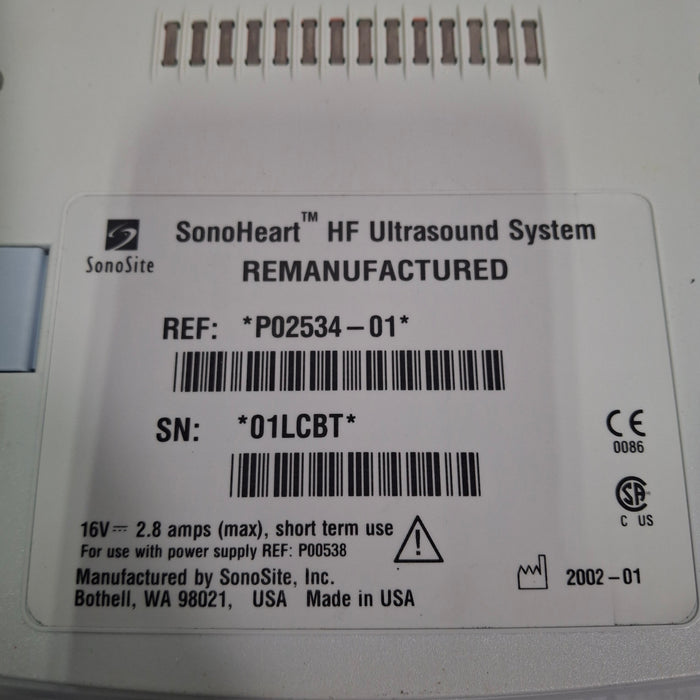 SonoSite
SonoHeart™ HF Ultrasound System
REMANUFACTURED
REF: *P02534-01*
SN: *01LCBT*
CE
0086
SA
C US
16V⎓ 2.8 amps (max), short term use
For use with power supply REF: P00538
Manufactured by SonoSite, Inc.
Bothell, WA 98021, USA Made in USA
2002-01